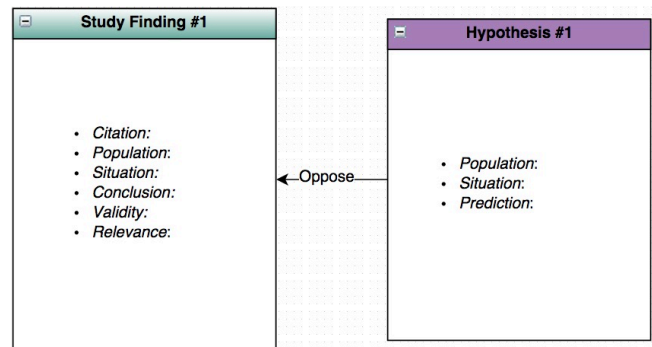 Study Finding #1
• Citation:
• Population:
• Situation:
• Conclusion:
• Validity:
• Relevance:
Oppose
Hypothesis #1
• Population:
• Situation:
• Prediction: